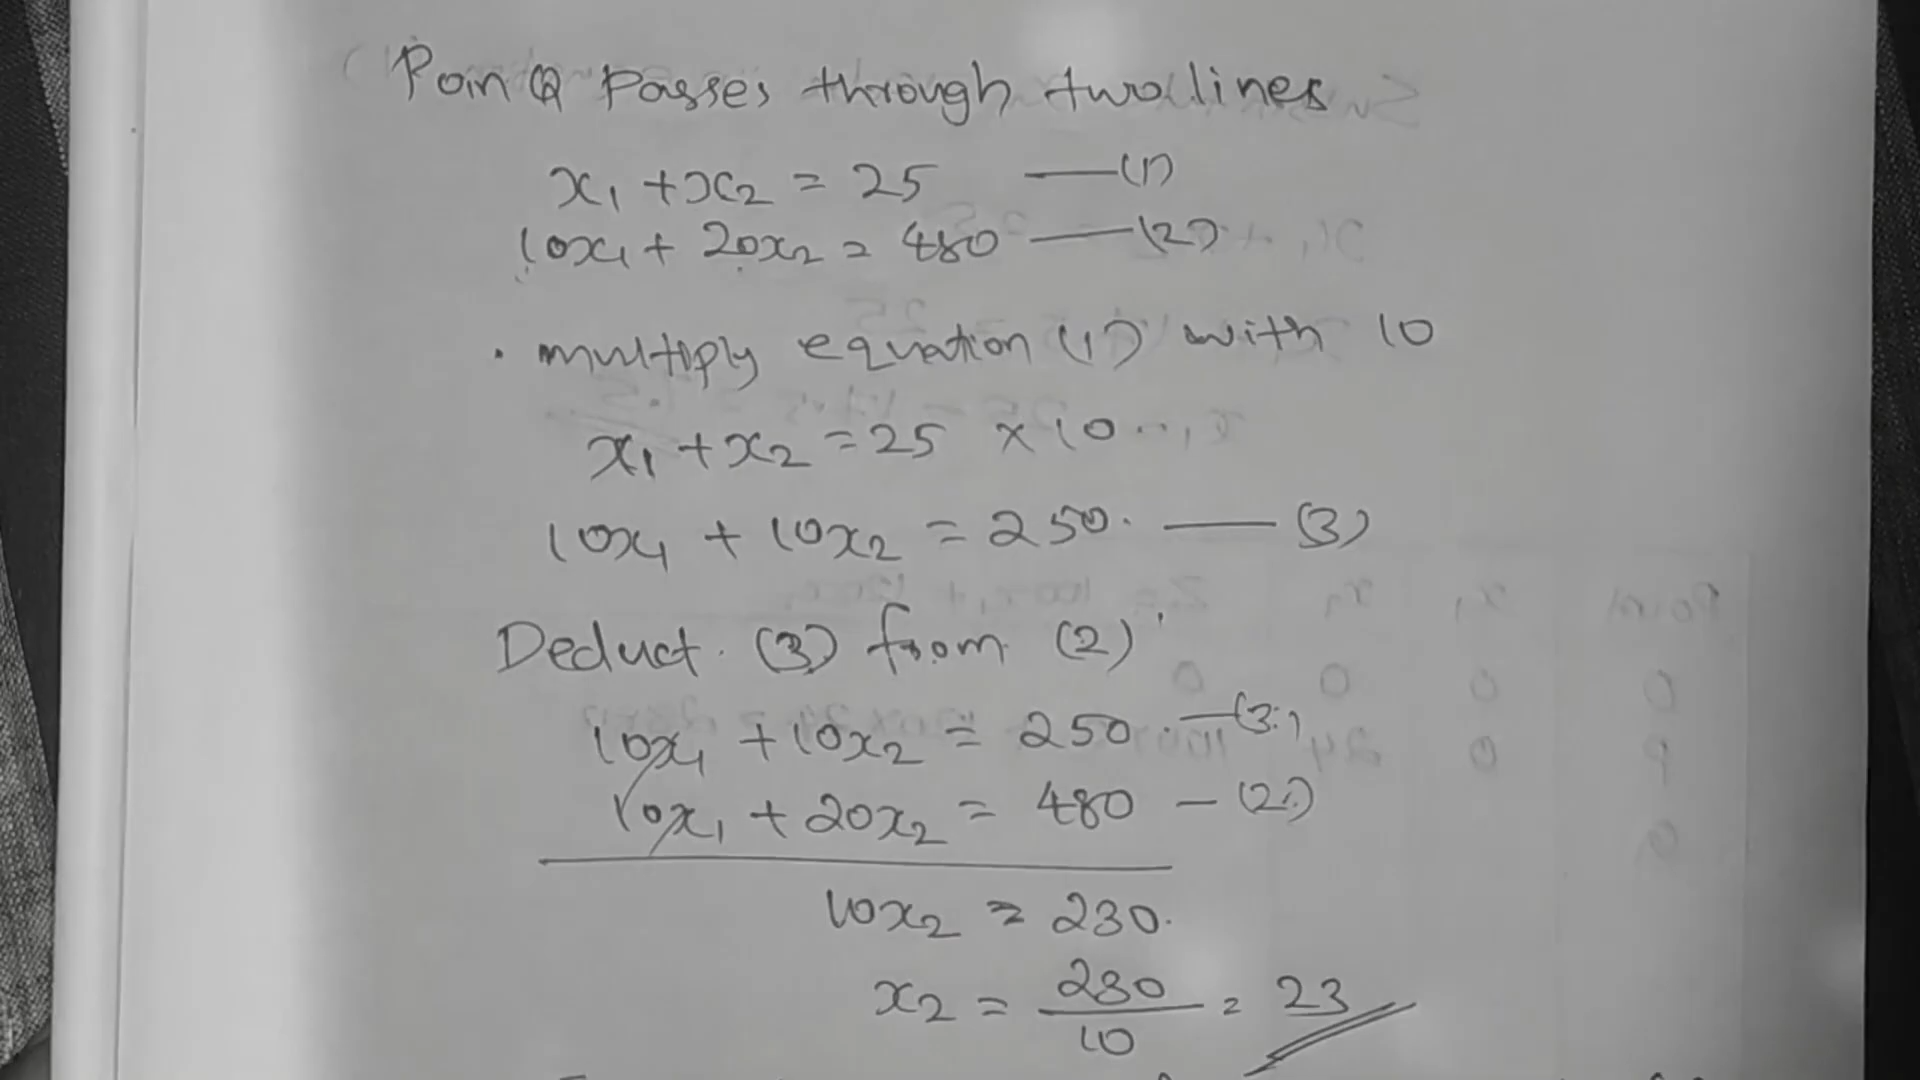 Poin Q Passes through two lines
x₁ + x₂ = 25 —(1)
10x₁ + 20x₂ = 480 —(2)
. multiply equation (1) with 10
x₁ + x₂ = 25 × 10
10x₁ + 10x₂ = 250. —(3)
Deduct. (3) from (2)
10x₁ + 10x₂ = 250. —(3)
10x₁ + 20x₂ = 480 —(2)
10x₂ = 230.
x₂ = 230/10 = 23